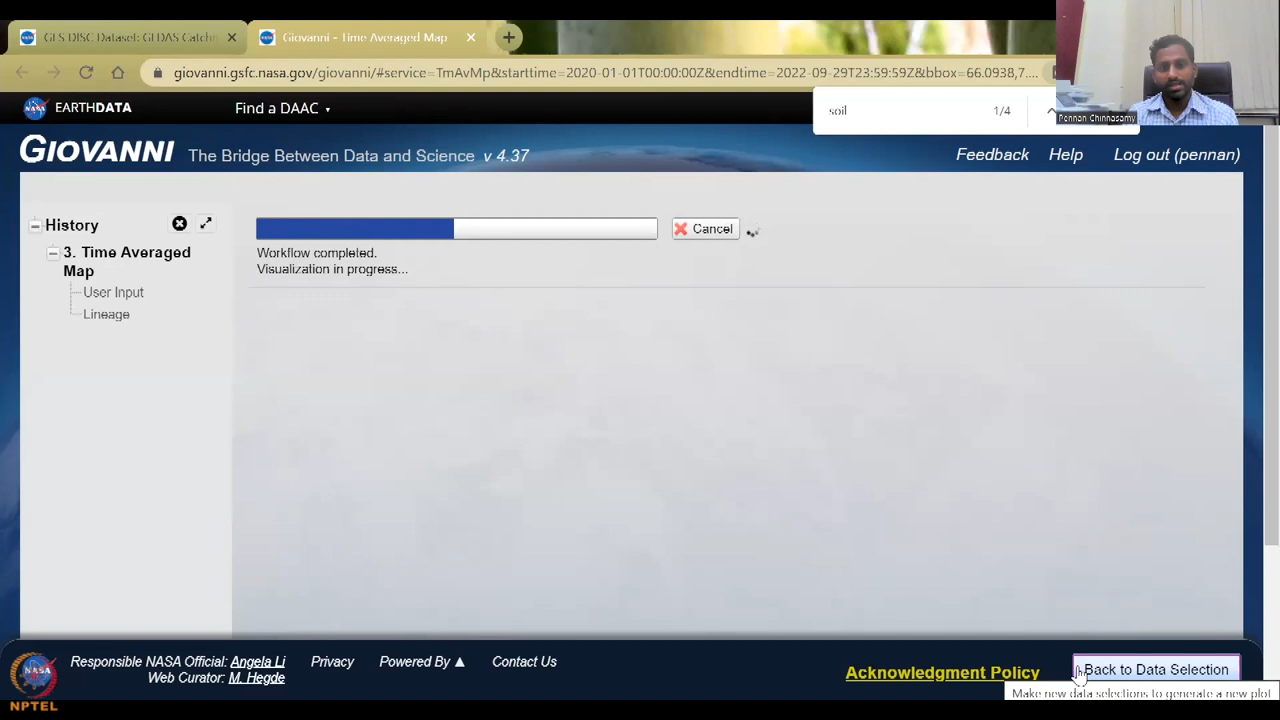 GES DISC Dataset: GLDAS Catchm
Giovanni - Time Averaged Map
giovanni.gsfc.nasa.gov/giovanni/#service=TmAvMp&starttime=2020-01-01T00:00:00Z&endtime=2022-09-29T23:59:59Z&bbox=66.0938,7....
EARTHDATA
Find a DAAC
soil
1/4
Pennan Chinnasamy
GIOVANNI The Bridge Between Data and Science v 4.37
Feedback Help Log out (pennan)
History
3. Time Averaged Map
User Input
Lineage
Cancel
Workflow completed.
Visualization in progress...
Responsible NASA Official: Angela Li
Web Curator: M. Hegde
Privacy
Powered By ▲
Contact Us
Acknowledgment Policy
Back to Data Selection
Make new data selections to generate a new plot
NPTEL